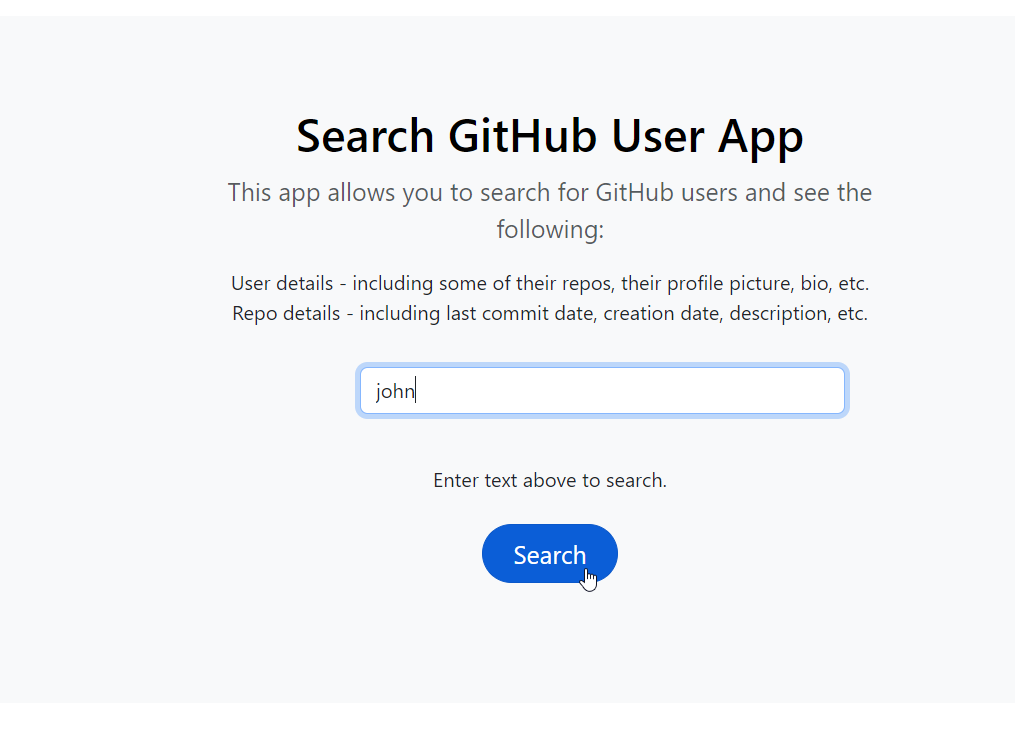 Search GitHub User App
This app allows you to search for GitHub users and see the
following:
User details - including some of their repos, their profile picture, bio, etc.
Repo details - including last commit date, creation date, description, etc.
john
Enter text above to search.
Search